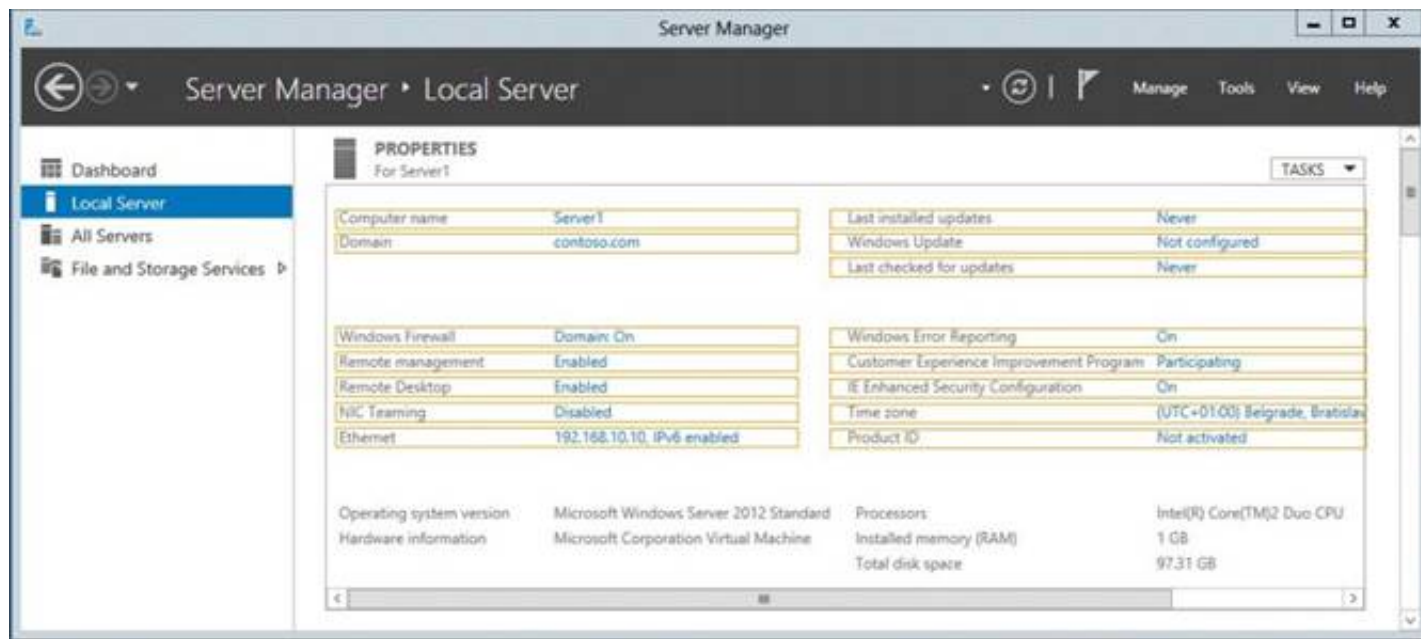 Server Manager
Server Manager • Local Server
Manage Tools View Help
Dashboard
Local Server
All Servers
File and Storage Services
PROPERTIES
For Server1
TASKS
Computer name Server1 Last installed updates Never
Domain contoso.com Windows Update Not configured
Last checked for updates Never
Windows Firewall Domain: On Windows Error Reporting On
Remote management Enabled Customer Experience Improvement Program Participating
Remote Desktop Enabled IE Enhanced Security Configuration On
NIC Teaming Disabled Time zone (UTC+01:00) Belgrade, Bratislav
Ethernet 192.168.10.10, IPv6 enabled Product ID Not activated
Operating system version Microsoft Windows Server 2012 Standard Processors Intel(R) Core(TM)2 Duo CPU
Hardware information Microsoft Corporation Virtual Machine Installed memory (RAM) 1 GB
Total disk space 97.31 GB